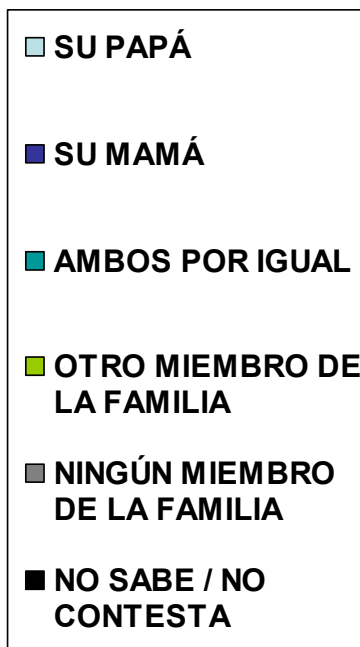 SU PAPÁ
SU MAMÁ
AMBOS POR IGUAL
OTRO MIEMBRO DE
LA FAMILIA
NINGÚN MIEMBRO
DE LA FAMILIA
NO SABE / NO
CONTESTA